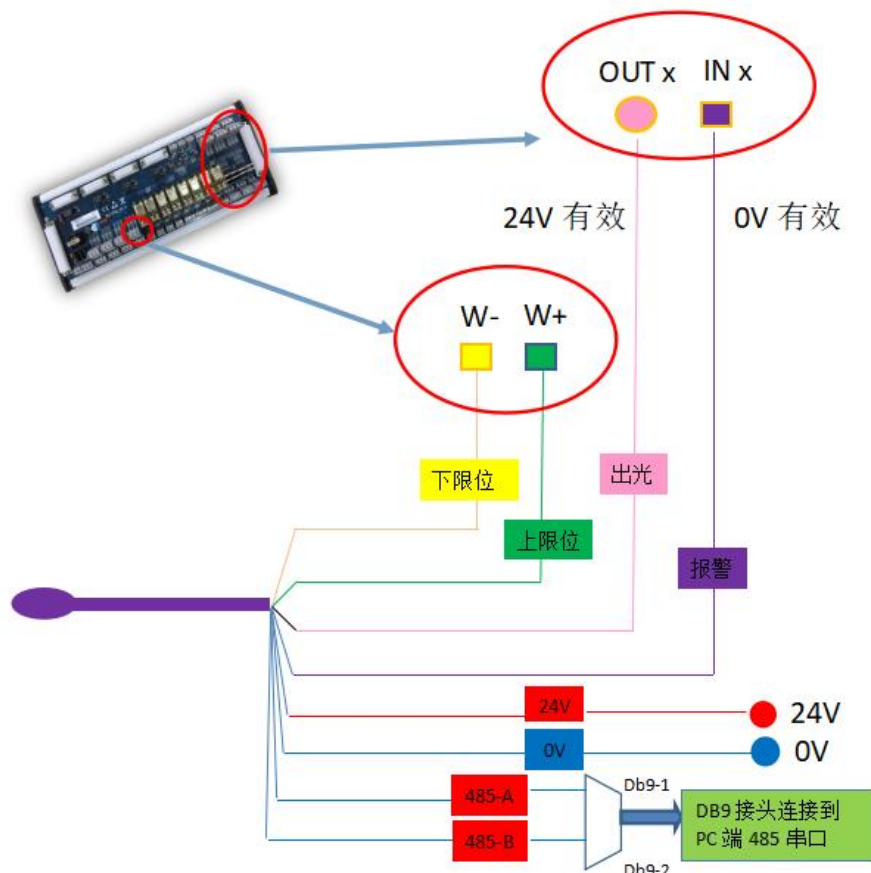 OUT x IN x
24V 有效 0V 有效
W- W+
下限位
出光
上限位
报警
24V
24V
0V
0V
485-A
Db9-1
DB9 接头连接到
PC 端 485 串口
485-B
Db9-2